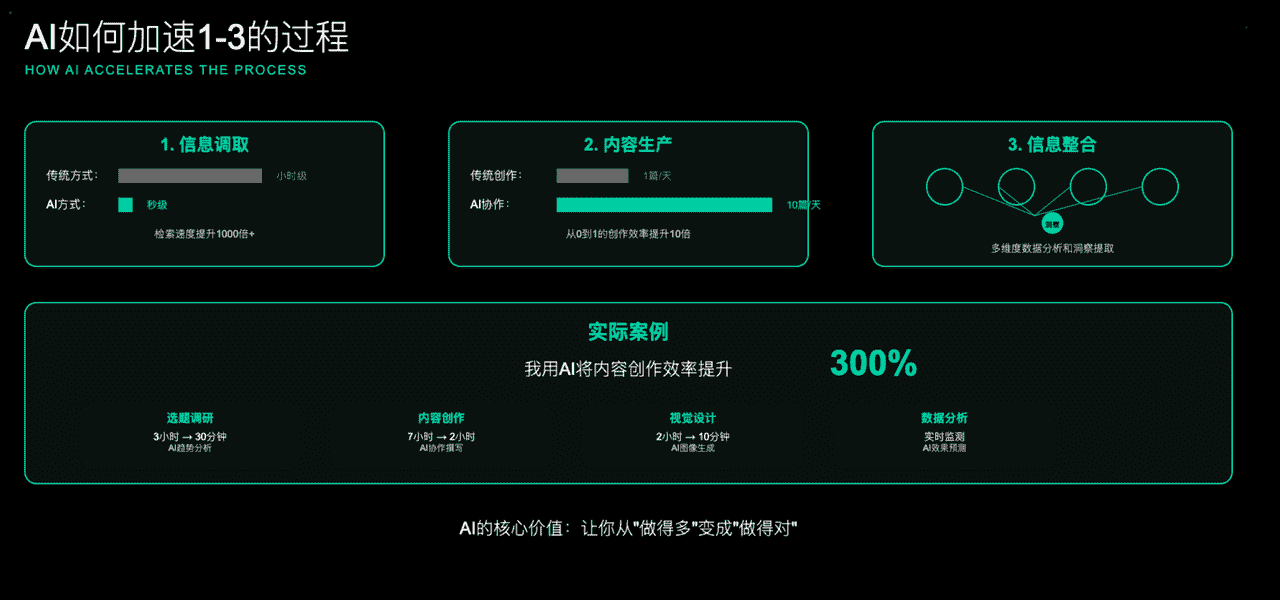 AI如何加速1-3的过程
HOW AI ACCELERATES THE PROCESS
1. 信息调取
传统方式：
小时级
AI方式：
秒级
检索速度提升1000倍+
2. 内容生产
传统创作：
1篇/天
AI协作：
10篇/天
从0到1的创作效率提升10倍
3. 信息整合
洞察
多维度数据分析和洞察提取
实际案例
我用AI将内容创作效率提升
300%
选题调研
3小时 → 30分钟
AI趋势分析
内容创作
7小时 → 2小时
AI协作撰写
视觉设计
2小时 → 10分钟
AI图像生成
数据分析
实时监测
AI效果预测
AI的核心价值：让你从"做得多"变成"做得对"